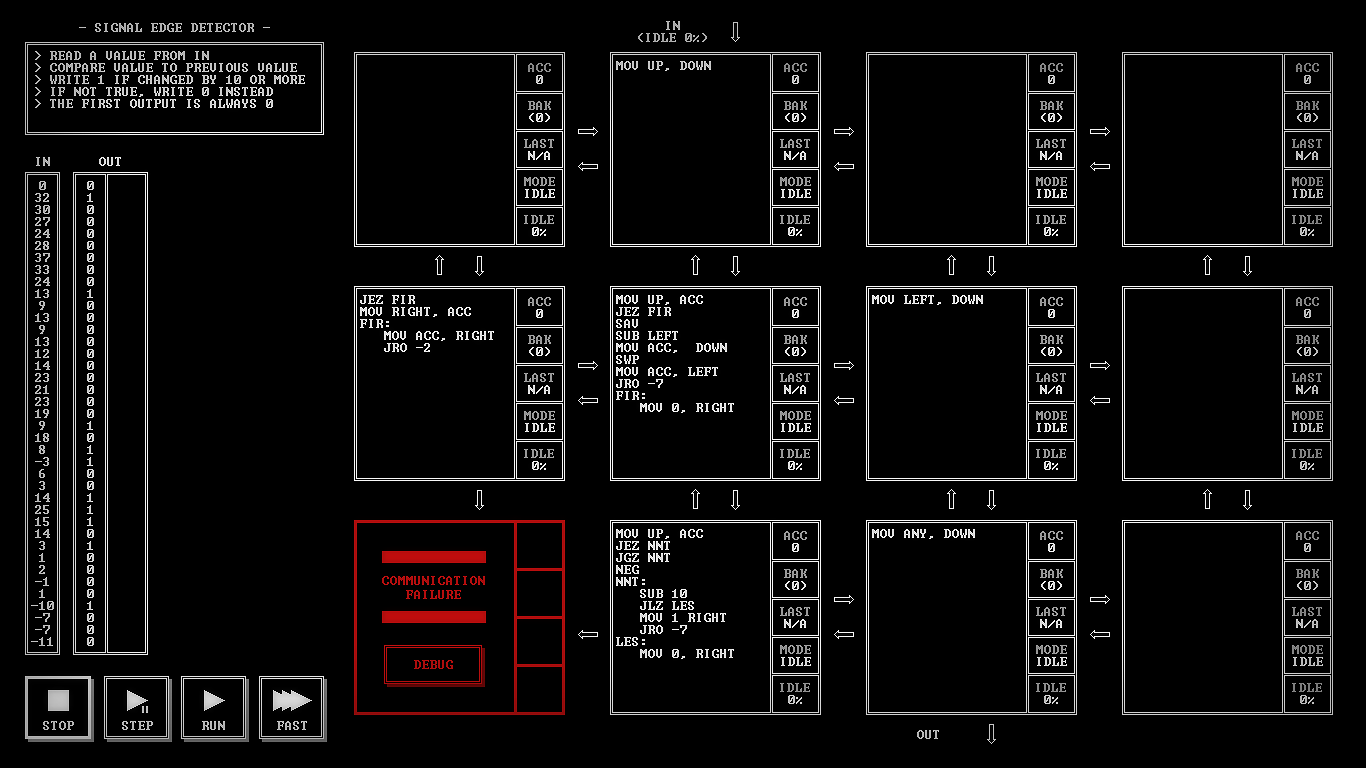 - SIGNAL EDGE DETECTOR -
> READ A VALUE FROM IN
> COMPARE VALUE TO PREVIOUS VALUE
> WRITE 1 IF CHANGED BY 10 OR MORE
> IF NOT TRUE, WRITE 0 INSTEAD
> THE FIRST OUTPUT IS ALWAYS 0
IN OUT
0 0
32 1
30 0
27 0
24 0
28 0
37 0
33 0
24 0
13 1
9 0
13 0
9 0
13 0
12 0
14 0
23 0
21 0
23 0
19 0
9 1
18 0
8 1
-3 1
6 0
3 0
14 1
25 1
15 1
14 0
3 1
1 0
2 0
-1 0
1 0
-10 1
-7 0
-7 0
-11 0
STOP
STEP
RUN
FAST
IN
(IDLE 0%)
ACC
0
BAK
(0)
LAST
N/A
MODE
IDLE
IDLE
0%
MOV UP, DOWN
ACC
0
BAK
(0)
LAST
N/A
MODE
IDLE
IDLE
0%
ACC
0
BAK
(0)
LAST
N/A
MODE
IDLE
IDLE
0%
ACC
0
BAK
(0)
LAST
N/A
MODE
IDLE
IDLE
0%
JEZ FIR
MOV RIGHT, ACC
FIR:
MOV ACC, RIGHT
JRO -2
ACC
0
BAK
(0)
LAST
N/A
MODE
IDLE
IDLE
0%
MOV UP, ACC
JEZ FIR
SAV
SUB LEFT
MOV ACC,  DOWN
SWP
MOV ACC, LEFT
JRO -7
FIR:
MOV 0, RIGHT
ACC
0
BAK
(0)
LAST
N/A
MODE
IDLE
IDLE
0%
MOV LEFT, DOWN
ACC
0
BAK
(0)
LAST
N/A
MODE
IDLE
IDLE
0%
ACC
0
BAK
(0)
LAST
N/A
MODE
IDLE
IDLE
0%
COMMUNICATION
FAILURE
DEBUG
MOV UP, ACC
JEZ NNT
JGZ NNT
NEG
NNT:
SUB 10
JLZ LES
MOV 1 RIGHT
JRO -7
LES:
MOV 0, RIGHT
ACC
0
BAK
(0)
LAST
N/A
MODE
IDLE
IDLE
0%
MOV ANY, DOWN
ACC
0
BAK
(0)
LAST
N/A
MODE
IDLE
IDLE
0%
ACC
0
BAK
(0)
LAST
N/A
MODE
IDLE
IDLE
0%
OUT